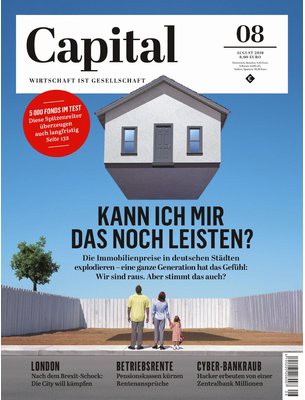 Capital
WIRTSCHAFT IST GESELLSCHAFT
08
AUGUST 2016
8,00 EURO
5 000 FONDS IM TEST
Diese Spitzenreiter
überzeugen
auch langfristig
Seite 132
KANN ICH MIR
DAS NOCH LEISTEN?
Die Immobilienpreise in deutschen Städten
explodieren – eine ganze Generation hat das Gefühl:
Wir sind raus. Aber stimmt das auch?
LONDON
Nach dem Brexit-Schock:
Die City will kämpfen
BETRIEBSRENTE
Pensionskassen kürzen
Rentenansprüche
CYBER-BANKRAUB
Hacker erbeuten von einer
Zentralbank Millionen